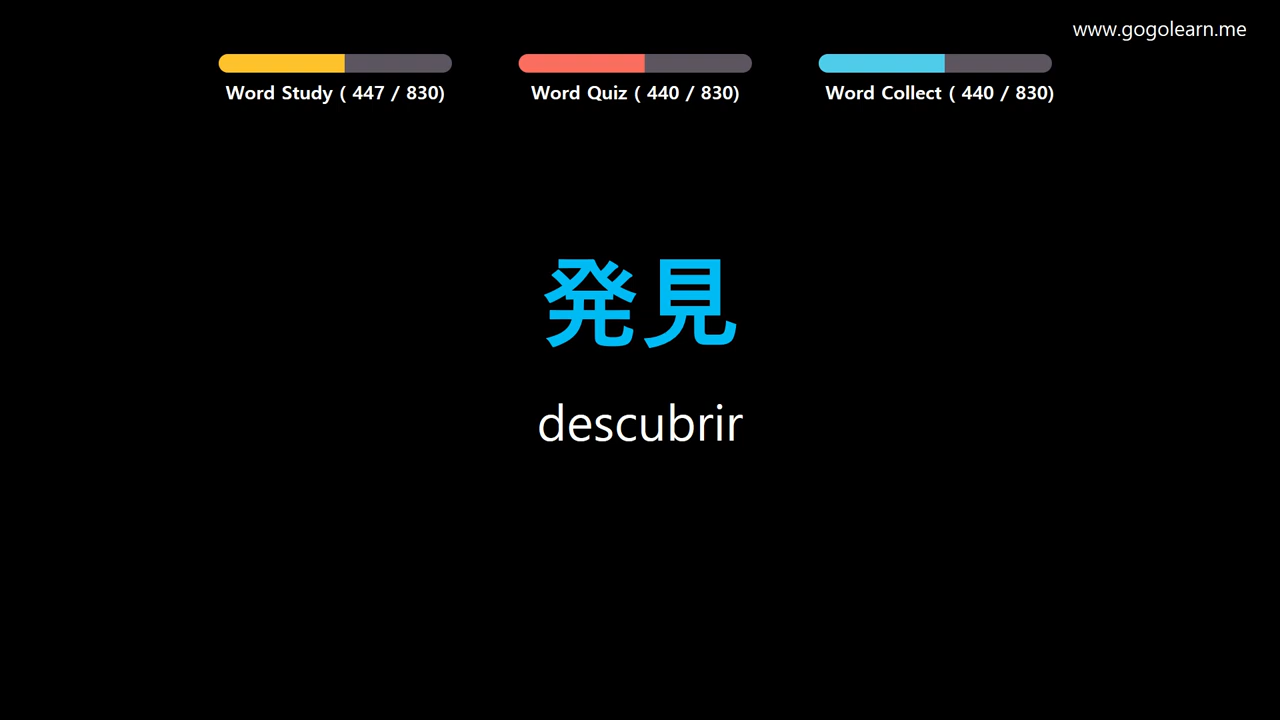 www.gogolearn.me
Word Study ( 447 / 830)
Word Quiz ( 440 / 830)
Word Collect ( 440 / 830)
発見
descubrir